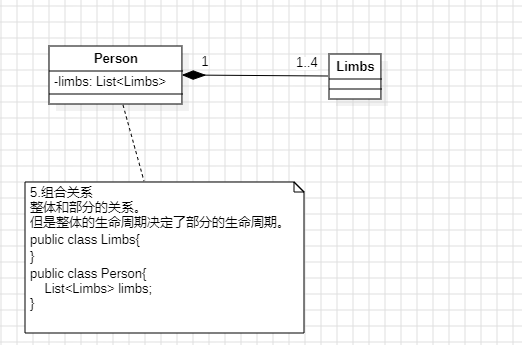 Person
1
1..4
Limbs
-limbs: List<Limbs>
5.组合关系
整体和部分的关系。
但是整体的生命周期决定了部分的生命周期。
public class Limbs{
}
public class Person{
    List<Limbs> limbs;
}